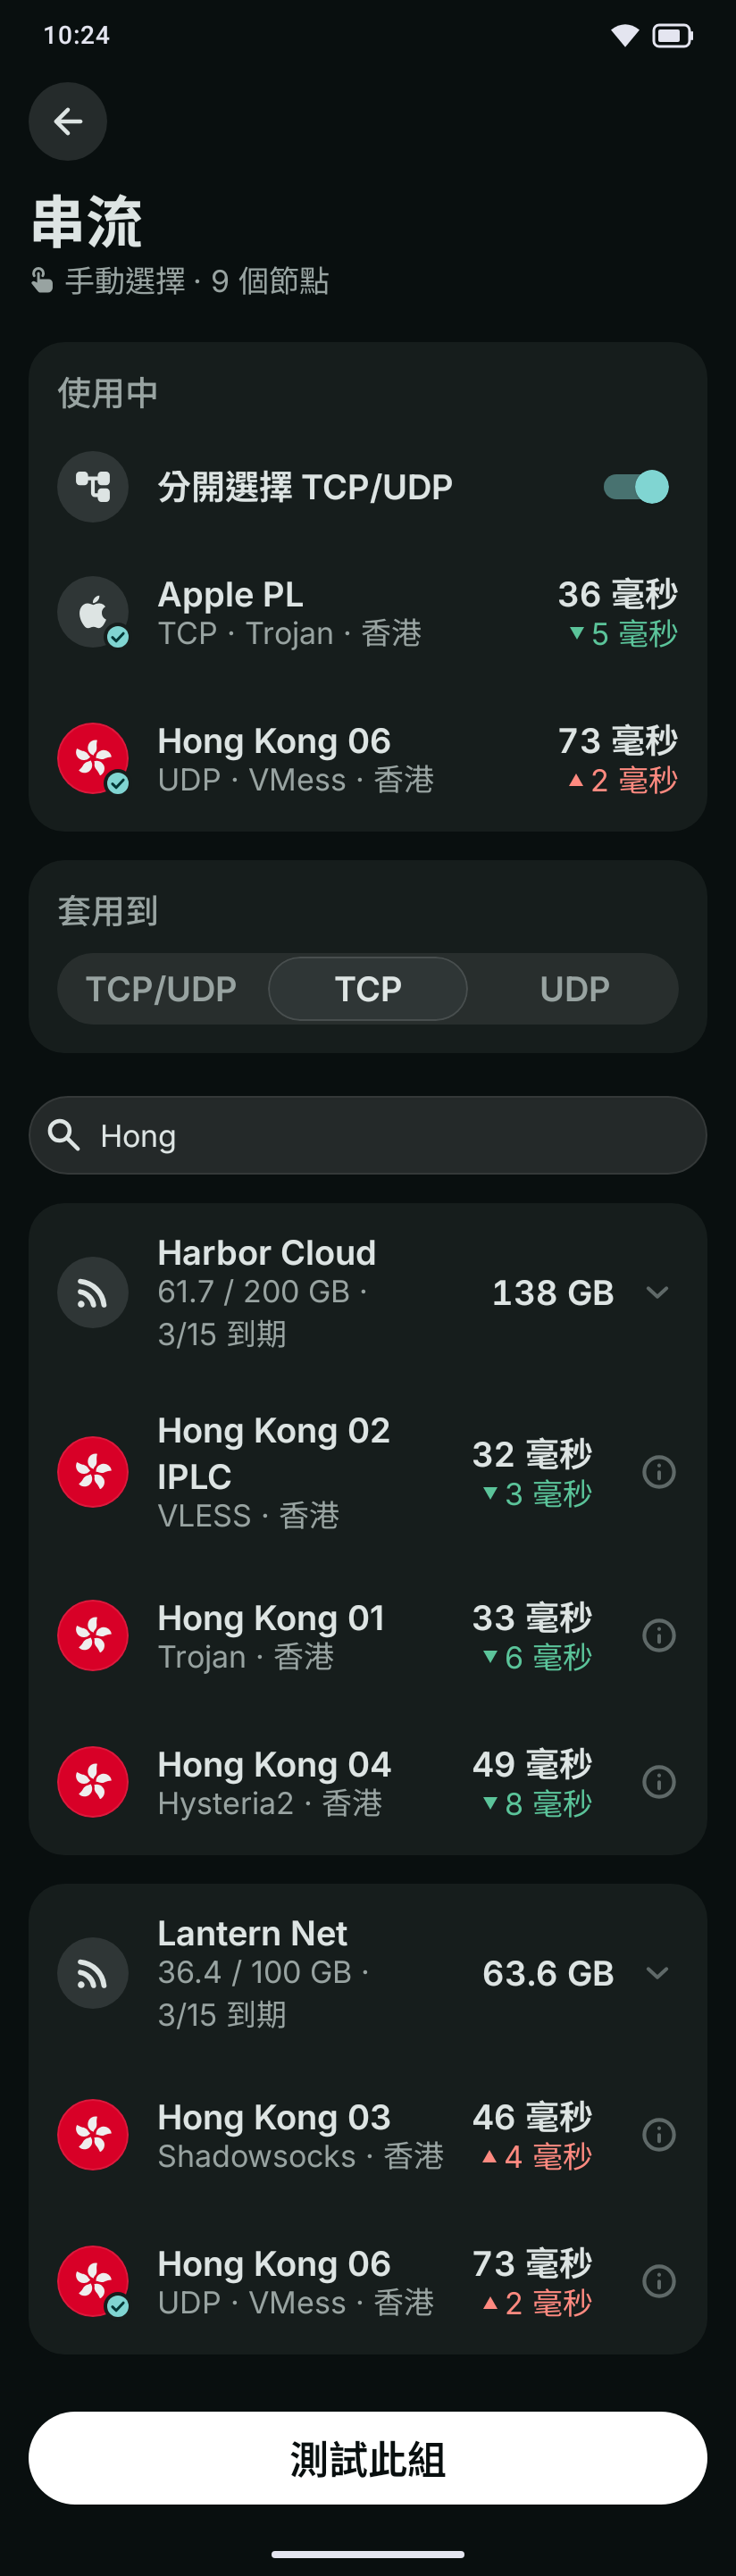 10:24
串流
手動選擇 · 9 個節點
使用中
分開選擇 TCP/UDP
Apple PL
36 毫秒
TCP · Trojan · 香港
▼5 毫秒
Hong Kong 06
73 毫秒
UDP · VMess · 香港
▲2 毫秒
套用到
TCP/UDP
TCP
UDP
Hong
Harbor Cloud
61.7 / 200 GB ·
3/15 到期
138 GB
Hong Kong 02
IPLC
VLESS · 香港
32 毫秒
▼3 毫秒
Hong Kong 01
33 毫秒
Trojan · 香港
▼6 毫秒
Hong Kong 04
49 毫秒
Hysteria2 · 香港
▼8 毫秒
Lantern Net
36.4 / 100 GB ·
3/15 到期
63.6 GB
Hong Kong 03
46 毫秒
Shadowsocks · 香港
▲4 毫秒
Hong Kong 06
73 毫秒
UDP · VMess · 香港
▲2 毫秒
測試此組